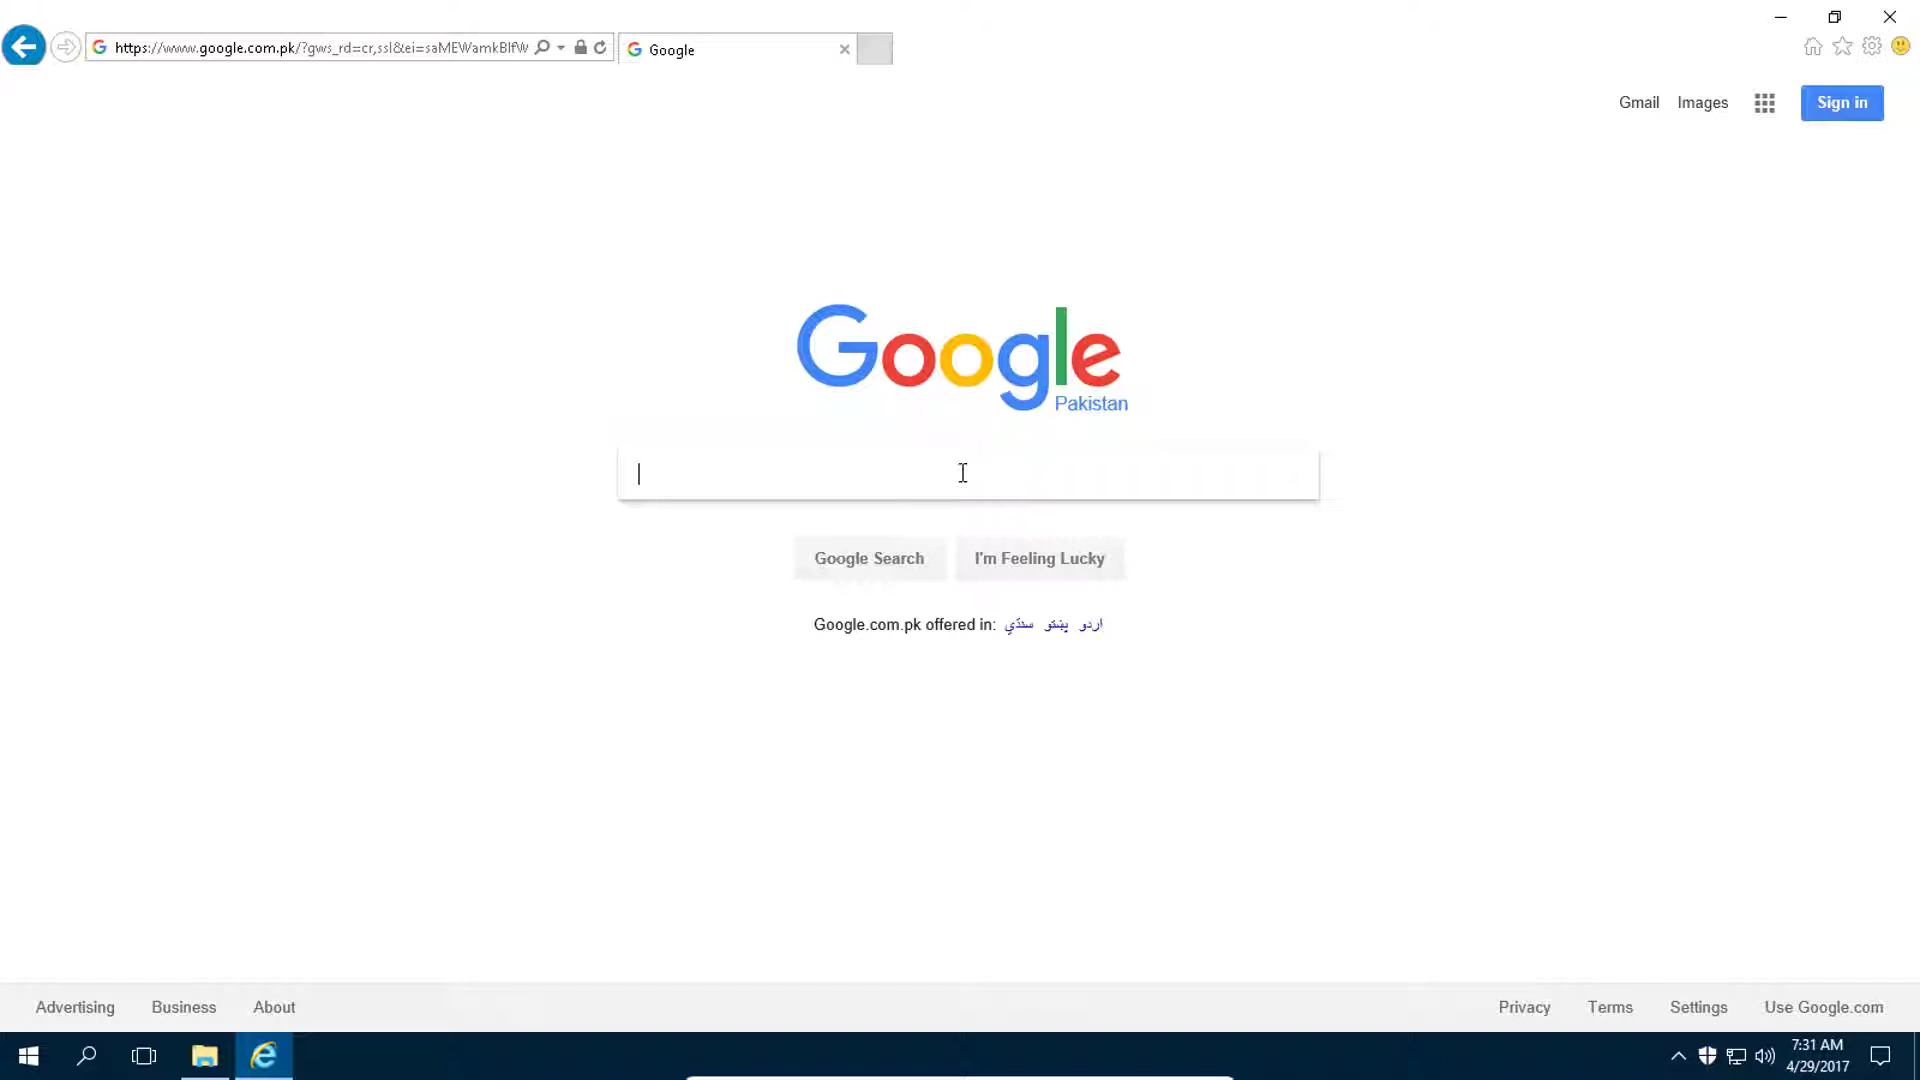 https://www.google.com.pk/?gws_rd=cr,ssl&ei=saMEWamkBlfW
Google
Gmail Images Sign in
Google
Pakistan
Google Search I'm Feeling Lucky
Google.com.pk offered in: اردو پښتو سنڌي
Advertising Business About Privacy Terms Settings Use Google.com
7:31 AM
4/29/2017